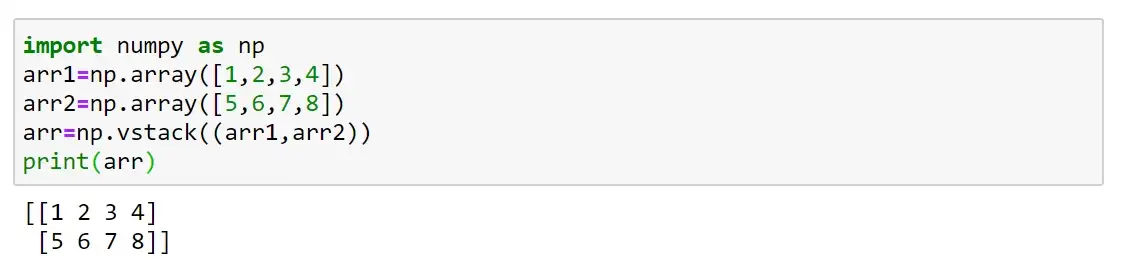 import numpy as np
arr1=np.array([1,2,3,4])
arr2=np.array([5,6,7,8])
arr=np.vstack((arr1,arr2))
print(arr)
[[1 2 3 4]
 [5 6 7 8]]